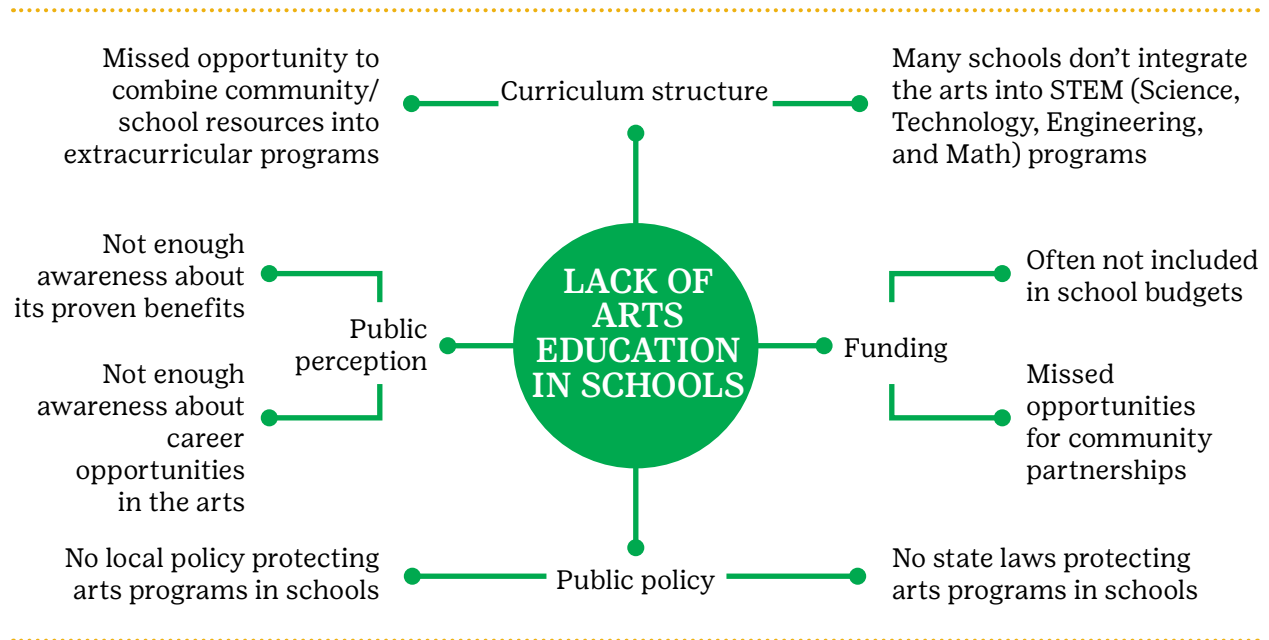 Missed opportunity to
combine community/
school resources into
extracurricular programs
Curriculum structure
Many schools don’t integrate
the arts into STEM (Science,
Technology, Engineering,
and Math) programs
Not enough
awareness about
its proven benefits
Public
perception
Not enough
awareness about
career
opportunities
in the arts
LACK OF
ARTS
EDUCATION
IN SCHOOLS
Funding
Often not included
in school budgets
Missed
opportunities
for community
partnerships
No local policy protecting
arts programs in schools
Public policy
No state laws protecting
arts programs in schools